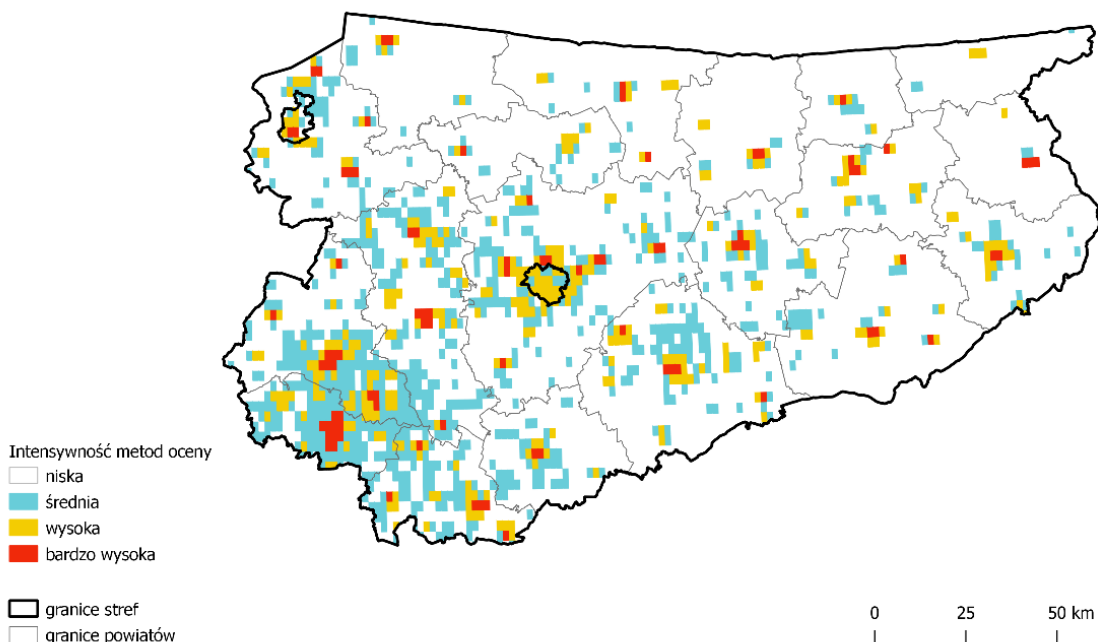 Intensywność metod oceny
niska
średnia
wysoka
bardzo wysoka
granice stref
granice powiatów
0 25 50 km